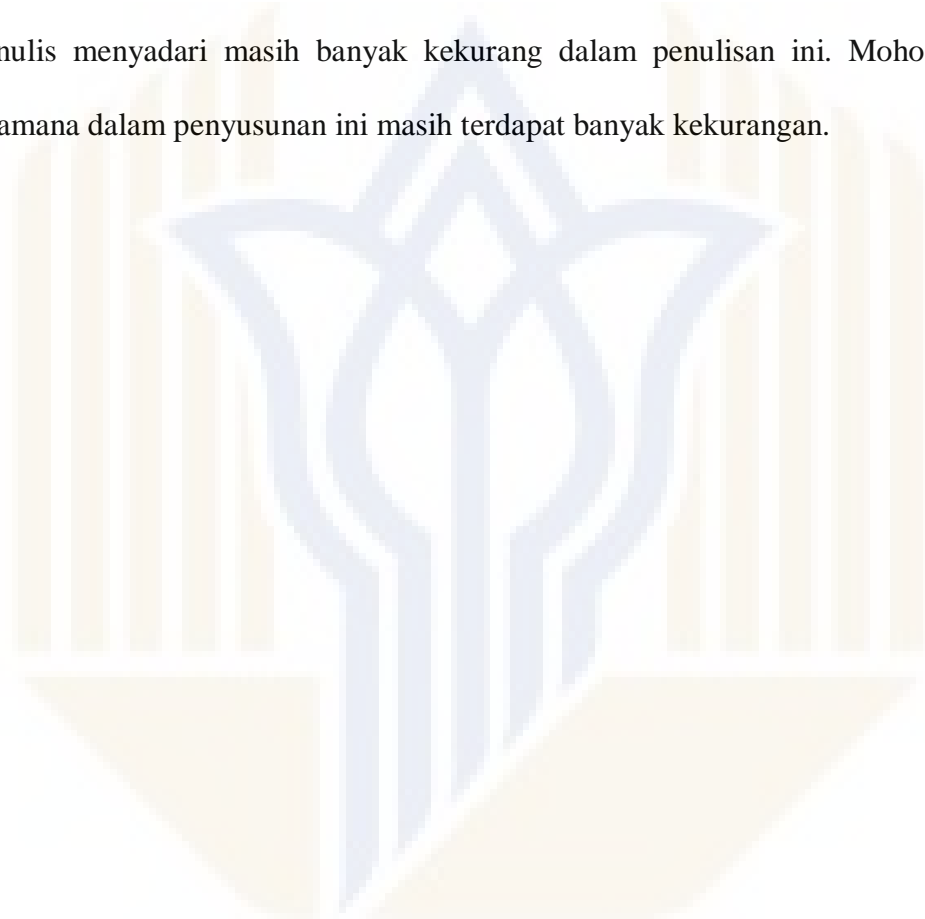 nulis menyadari masih banyak kekurang dalam penulisan ini. Moho
amana dalam penyusunan ini masih terdapat banyak kekurangan.